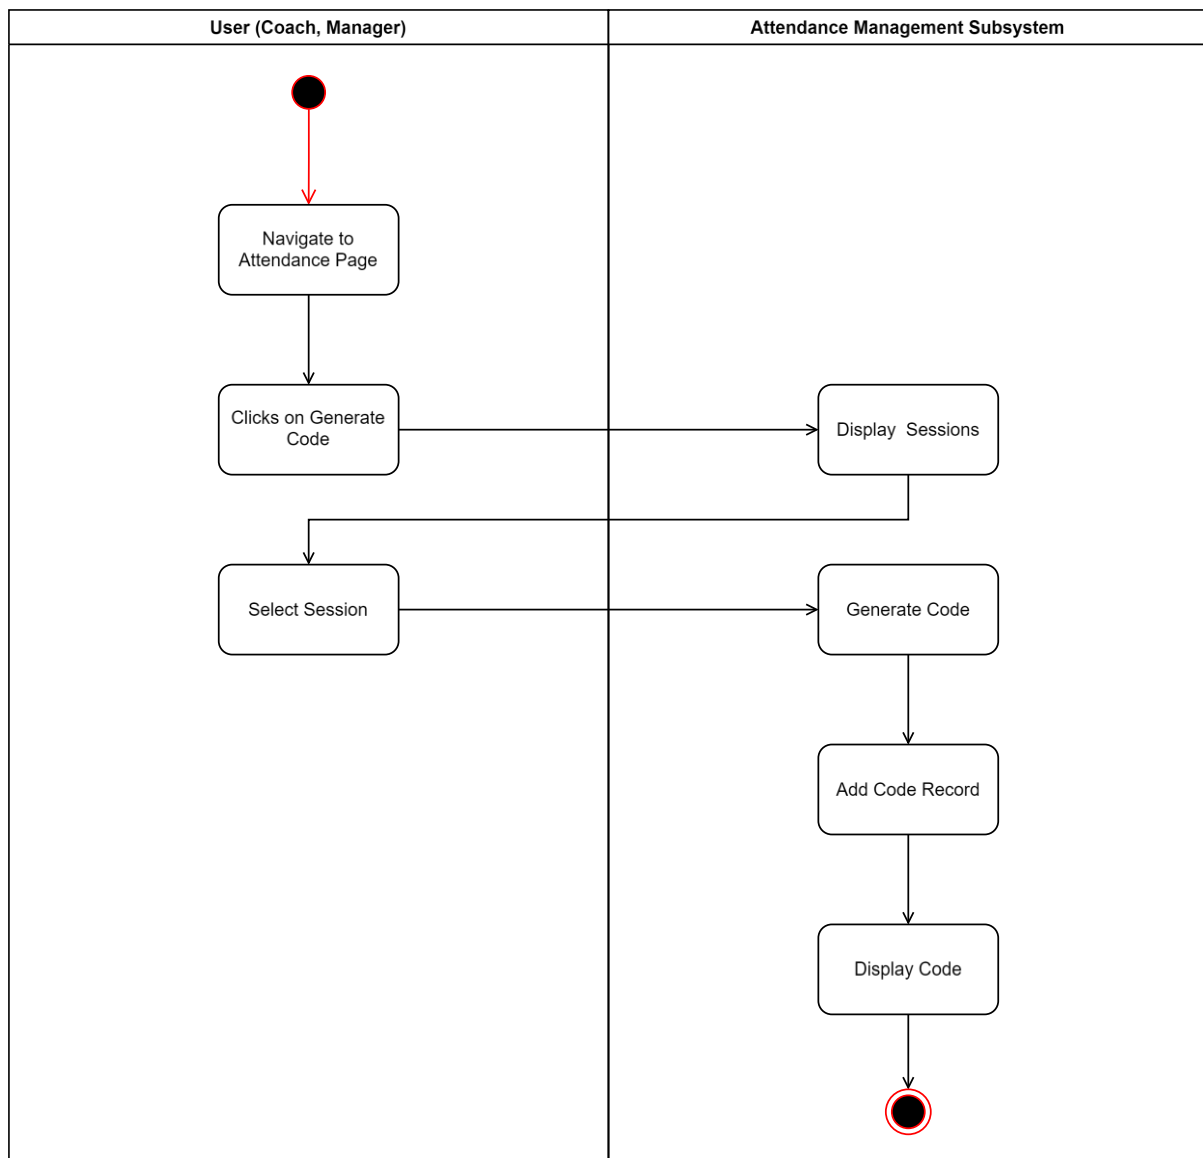 User (Coach, Manager)
Attendance Management Subsystem
Navigate to
Attendance Page
Clicks on Generate
Code
Display  Sessions
Select Session
Generate Code
Add Code Record
Display Code